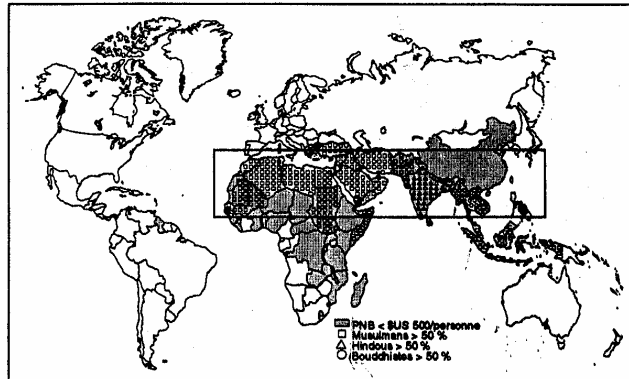 PNB < $US 500/personne
Musulmans > 50 %
Hindous > 50 %
Bouddhistes > 50 %